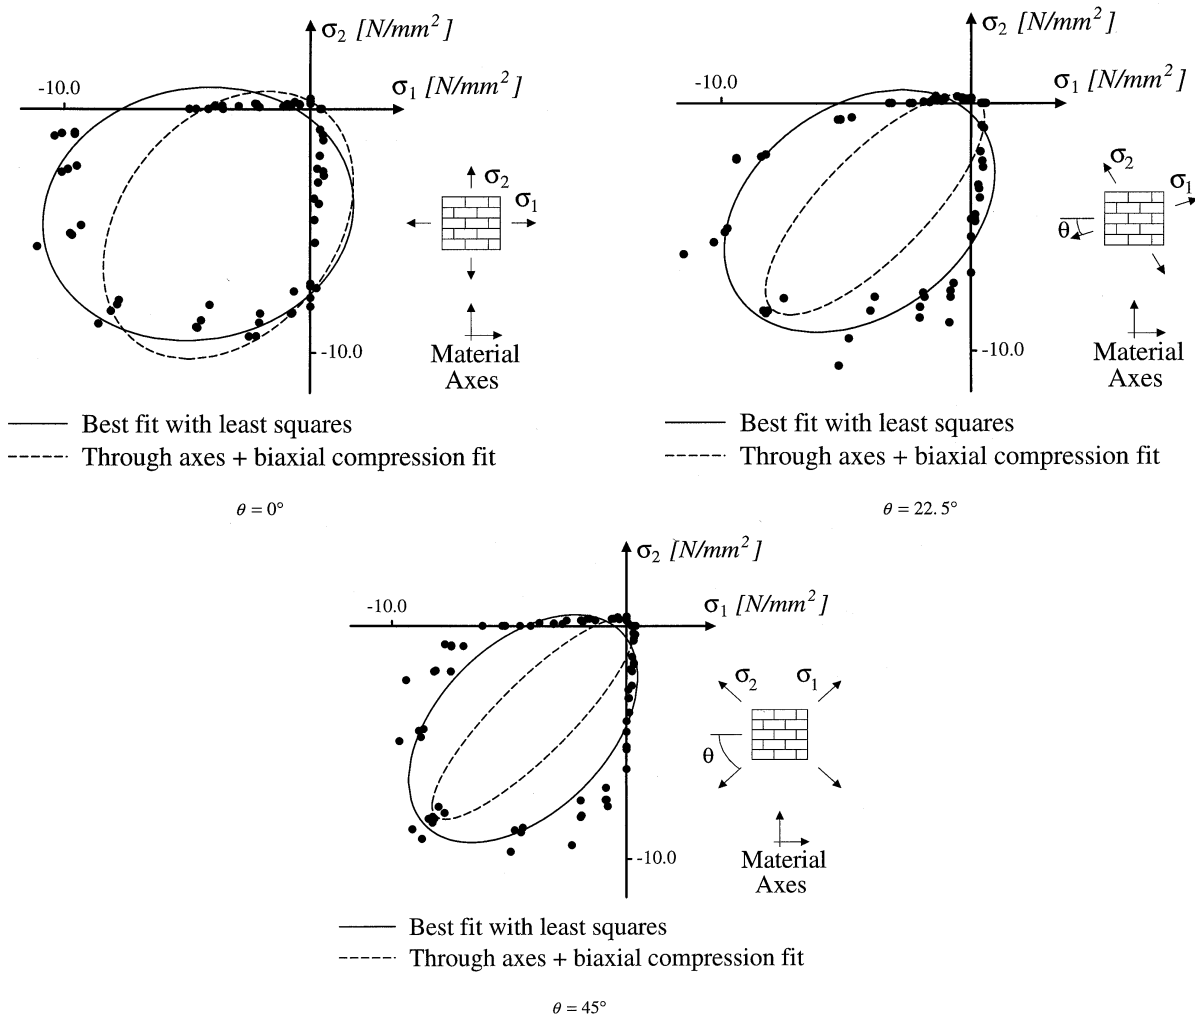 σ2 [N/mm2]
-10.0
σ1 [N/mm2]
σ2
σ1
-10.0
Material
Axes
Best fit with least squares
Through axes + biaxial compression fit
θ = 0°
σ2 [N/mm2]
-10.0
σ1 [N/mm2]
σ2
σ1
θ
-10.0
Material
Axes
Best fit with least squares
Through axes + biaxial compression fit
θ = 22.5°
σ2 [N/mm2]
-10.0
σ1 [N/mm2]
σ2 σ1
θ
-10.0
Material
Axes
Best fit with least squares
Through axes + biaxial compression fit
θ = 45°